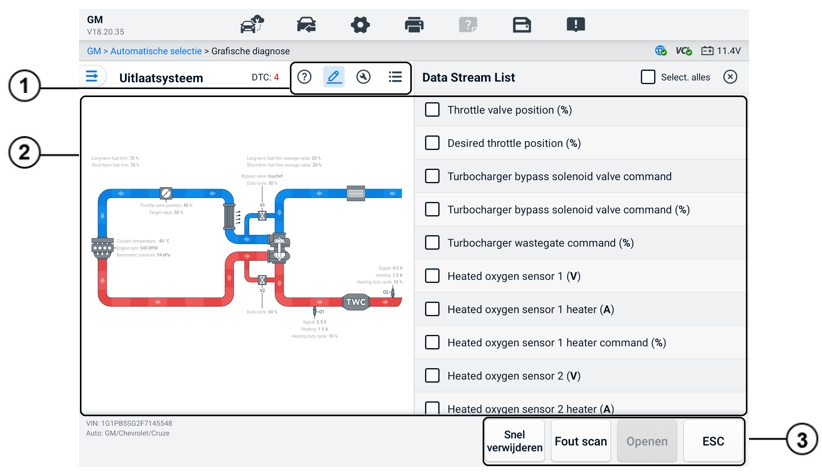 GM
V18.20.35
GM > Automatische selectie > Grafische diagnose
VC
11.4V
1
Uitlaatsysteem
DTC: 4
?
Data Stream List
Select. alles
2
Long-term fuel trim: 70 %
Short-term fuel trim: 70 %
Long-term fuel trim average value: 20 %
Short-term fuel trim average value: 20 %
Bypass valve: Inactief
Duty cycle: 30 %
V1
Throttle valve position: 60 %
Target value: 30 %
Coolant temperature: -40 °C
Engine rpm: 540 RPM
Barometric pressure: 34 kPa
V2
Duty cycle: 60 %
Signal: 4.5 V
Heating: 1.5 A
Heating duty cycle: 10 %
O2
TWC
O1
Signal: 2.5 V
Heating: 1.5 A
Heating duty cycle: 10 %
Throttle valve position (%)
Desired throttle position (%)
Turbocharger bypass solenoid valve command
Turbocharger bypass solenoid valve command (%)
Turbocharger wastegate command (%)
Heated oxygen sensor 1 (V)
Heated oxygen sensor 1 heater (A)
Heated oxygen sensor 1 heater command (%)
Heated oxygen sensor 2 (V)
Heated oxygen sensor 2 heater (A)
VIN: 1G1PB5SG2F7145548
Auto: GM/Chevrolet/Cruze
Snel
verwijderen
Fout scan
Openen
ESC
3